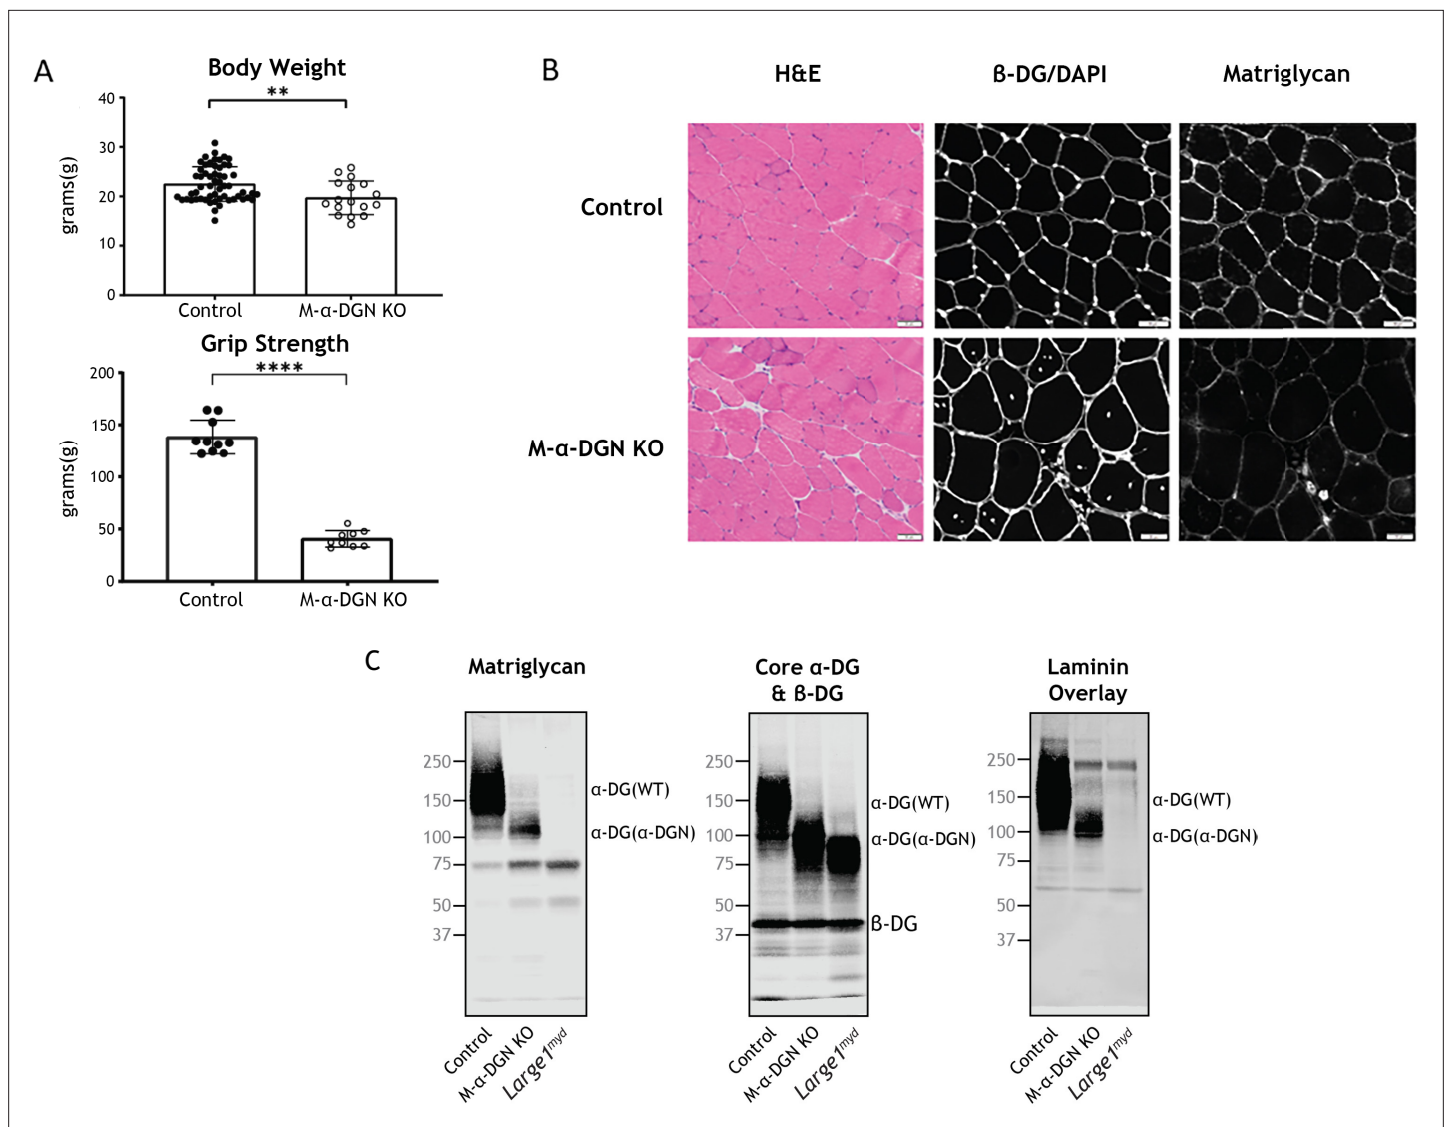 A
Body Weight
**
40
30
20
10
0
grams(g)
Control
M-α-DGN KO
Grip Strength
****
200
150
100
50
0
grams(g)
Control
M-α-DGN KO
B
H&E
ß-DG/DAPI
Matriglycan
Control
M-α-DGN KO
C
Matriglycan
250
150
100
75
50
37
α-DG(WT)
α-DG(α-DGN)
Control
M-α-DGN KO
Large1myd
Core α-DG
& ß-DG
250
150
100
75
50
37
α-DG(WT)
α-DG(α-DGN)
ß-DG
Control
M-α-DGN KO
Large1myd
Laminin
Overlay
250
150
100
75
50
37
α-DG(WT)
α-DG(α-DGN)
Control
M-α-DGN KO
Large1myd